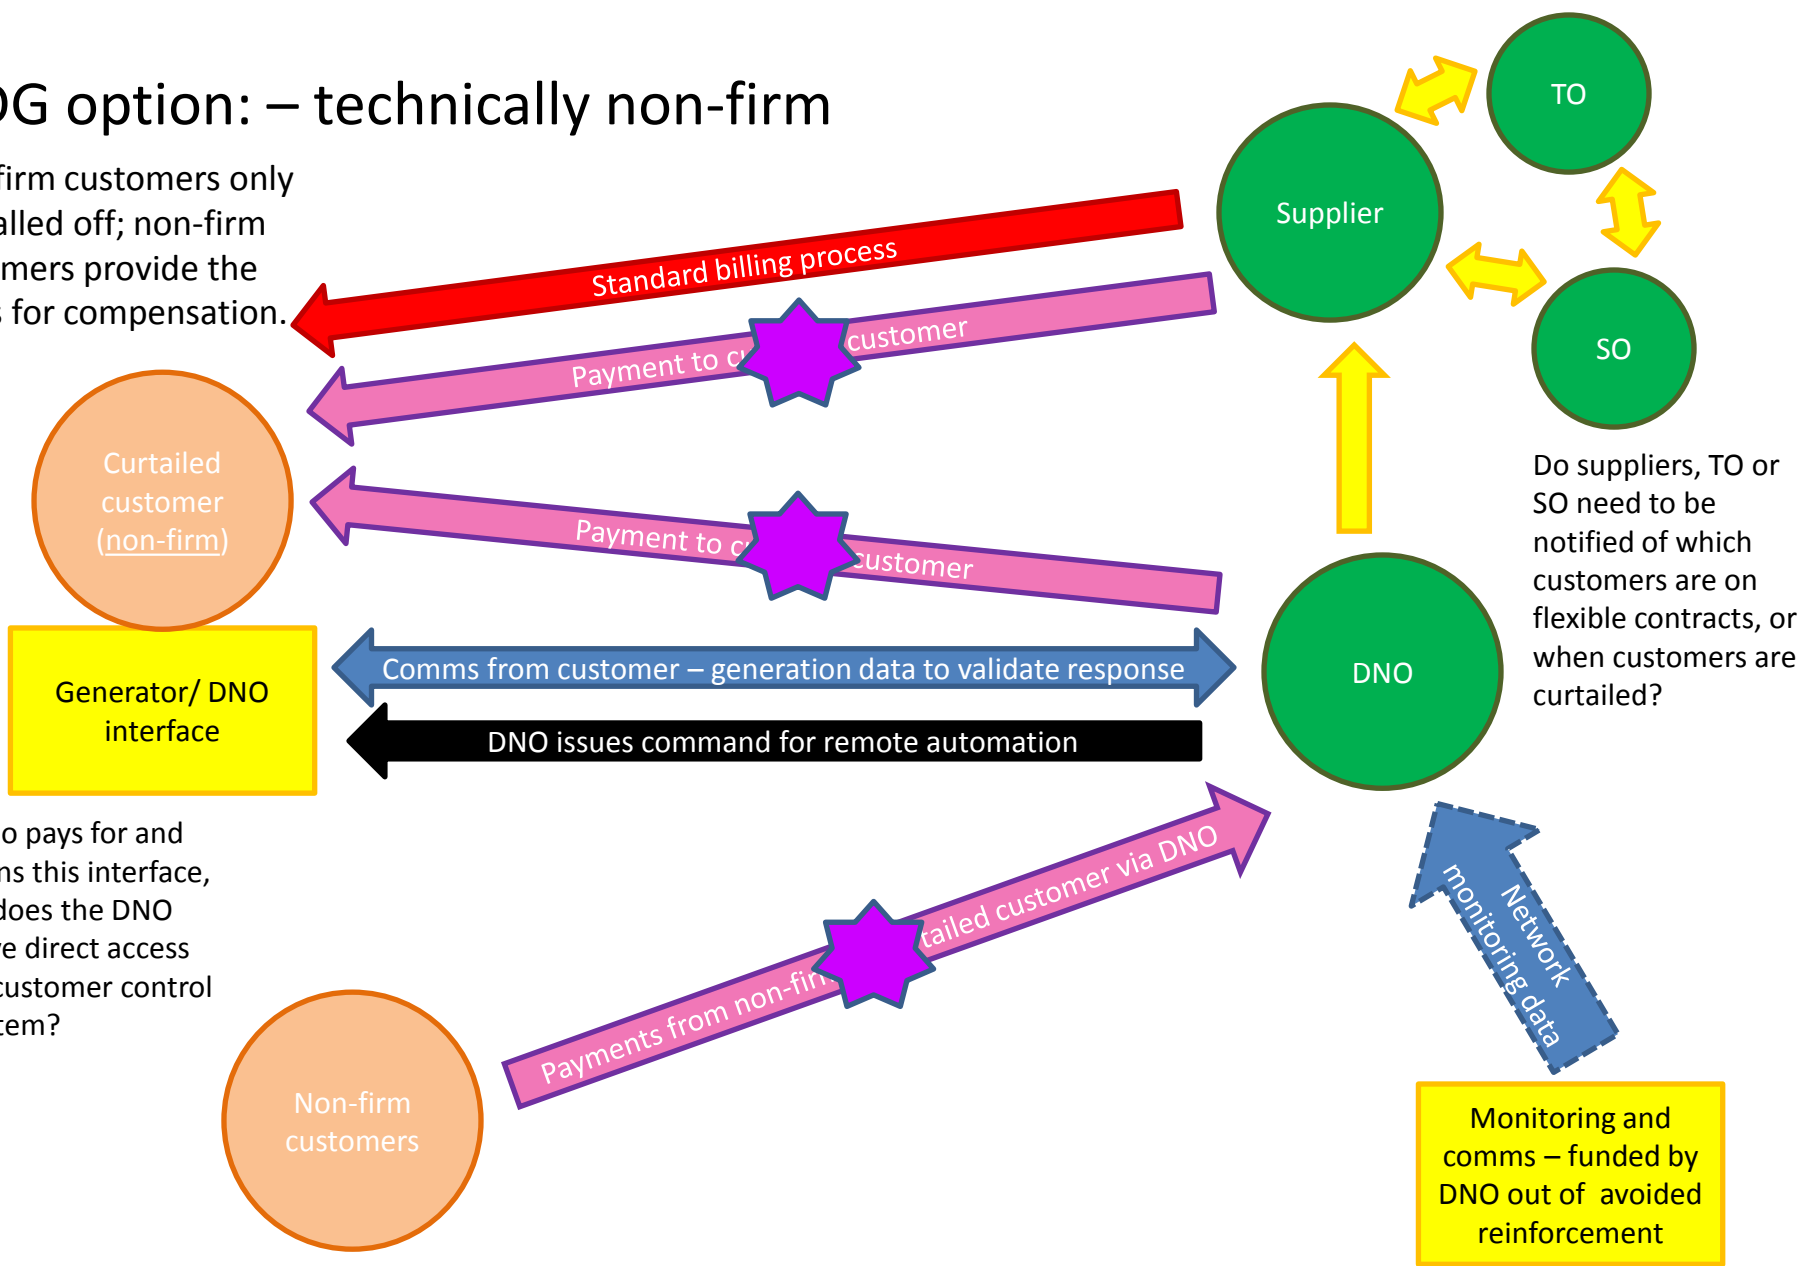 DG option: – technically non-firm
firm customers only
alled off; non-firm
mers provide the
s for compensation.
TO
Supplier
SO
Standard billing process
Payment to cu customer
Curtailed
customer
(non-firm)
Payment to cu customer
Do suppliers, TO or
SO need to be
notified of which
customers are on
flexible contracts, or
when customers are
curtailed?
Generator/ DNO
interface
Comms from customer – generation data to validate response
DNO issues command for remote automation
DNO
o pays for and
ns this interface,
does the DNO
ve direct access
customer control
tem?
Payments from non-firm tailed customer via DNO
Network
monitoring data
Non-firm
customers
Monitoring and
comms – funded by
DNO out of avoided
reinforcement